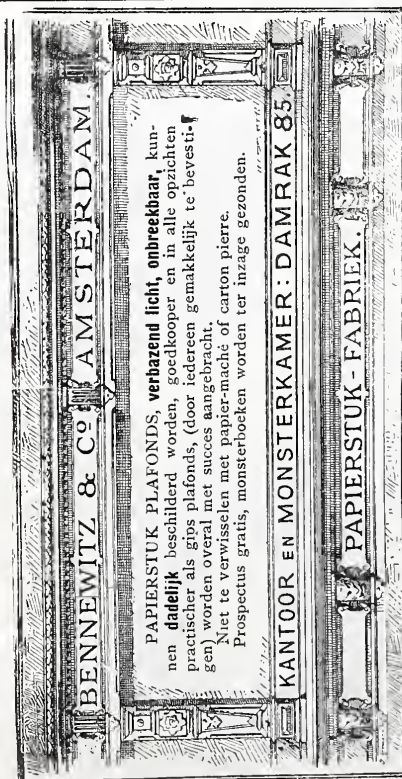 BENNEWITZ & Co AMSTERDAM.
PAPIERSTUK PLAFONDS, verbazend licht, onbreekbaar, kun-
nen dadelijk beschilderd worden, goedkooper en in alle opzichten
practischer als gips plafonds, (door iedereen gemakkelijk te bevesti-
gen) worden overal met succes aangebracht.
Niet te verwisselen met papier-maché of carton pierre.
Prospectus gratis, monsterboeken worden ter inzage gezonden.
KANTOOR EN MONSTERKAMER: DAMRAK 85.
PAPIERSTUK-FABRIEK.